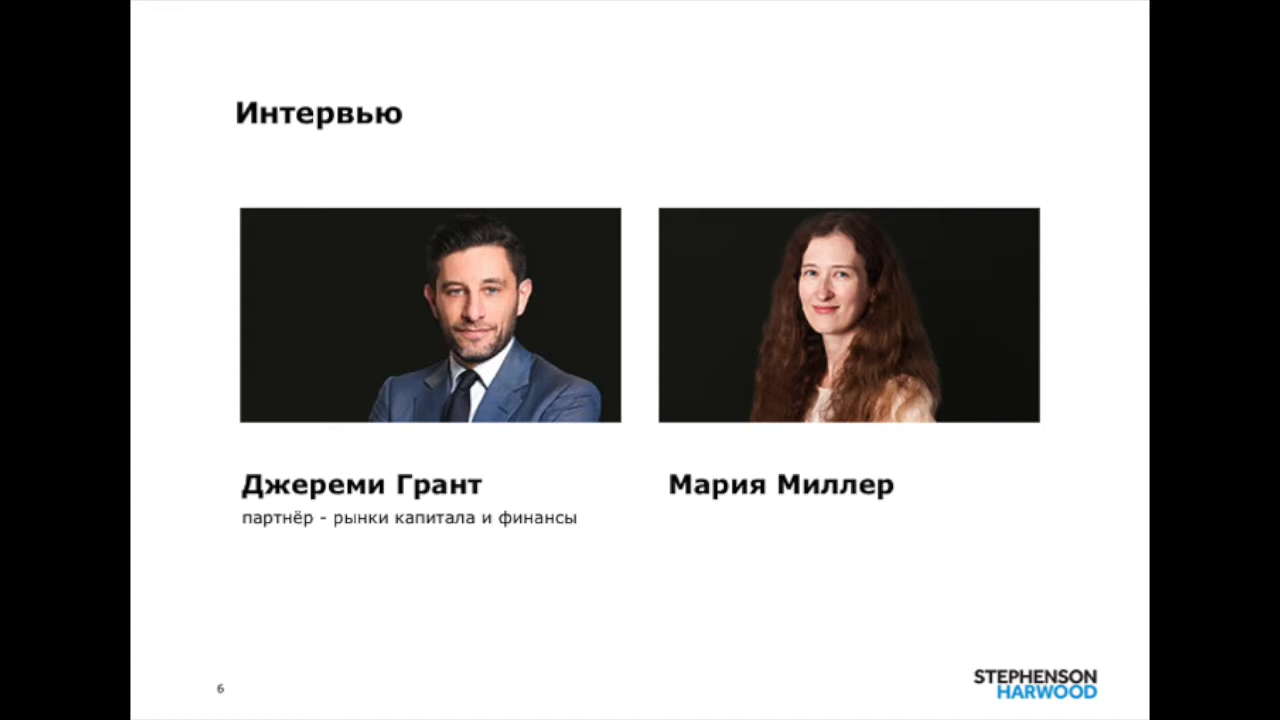 Интервью
Джереми Грант
партнёр - рынки капитала и финансы
Мария Миллер
6
STEPHENSON
HARWOOD